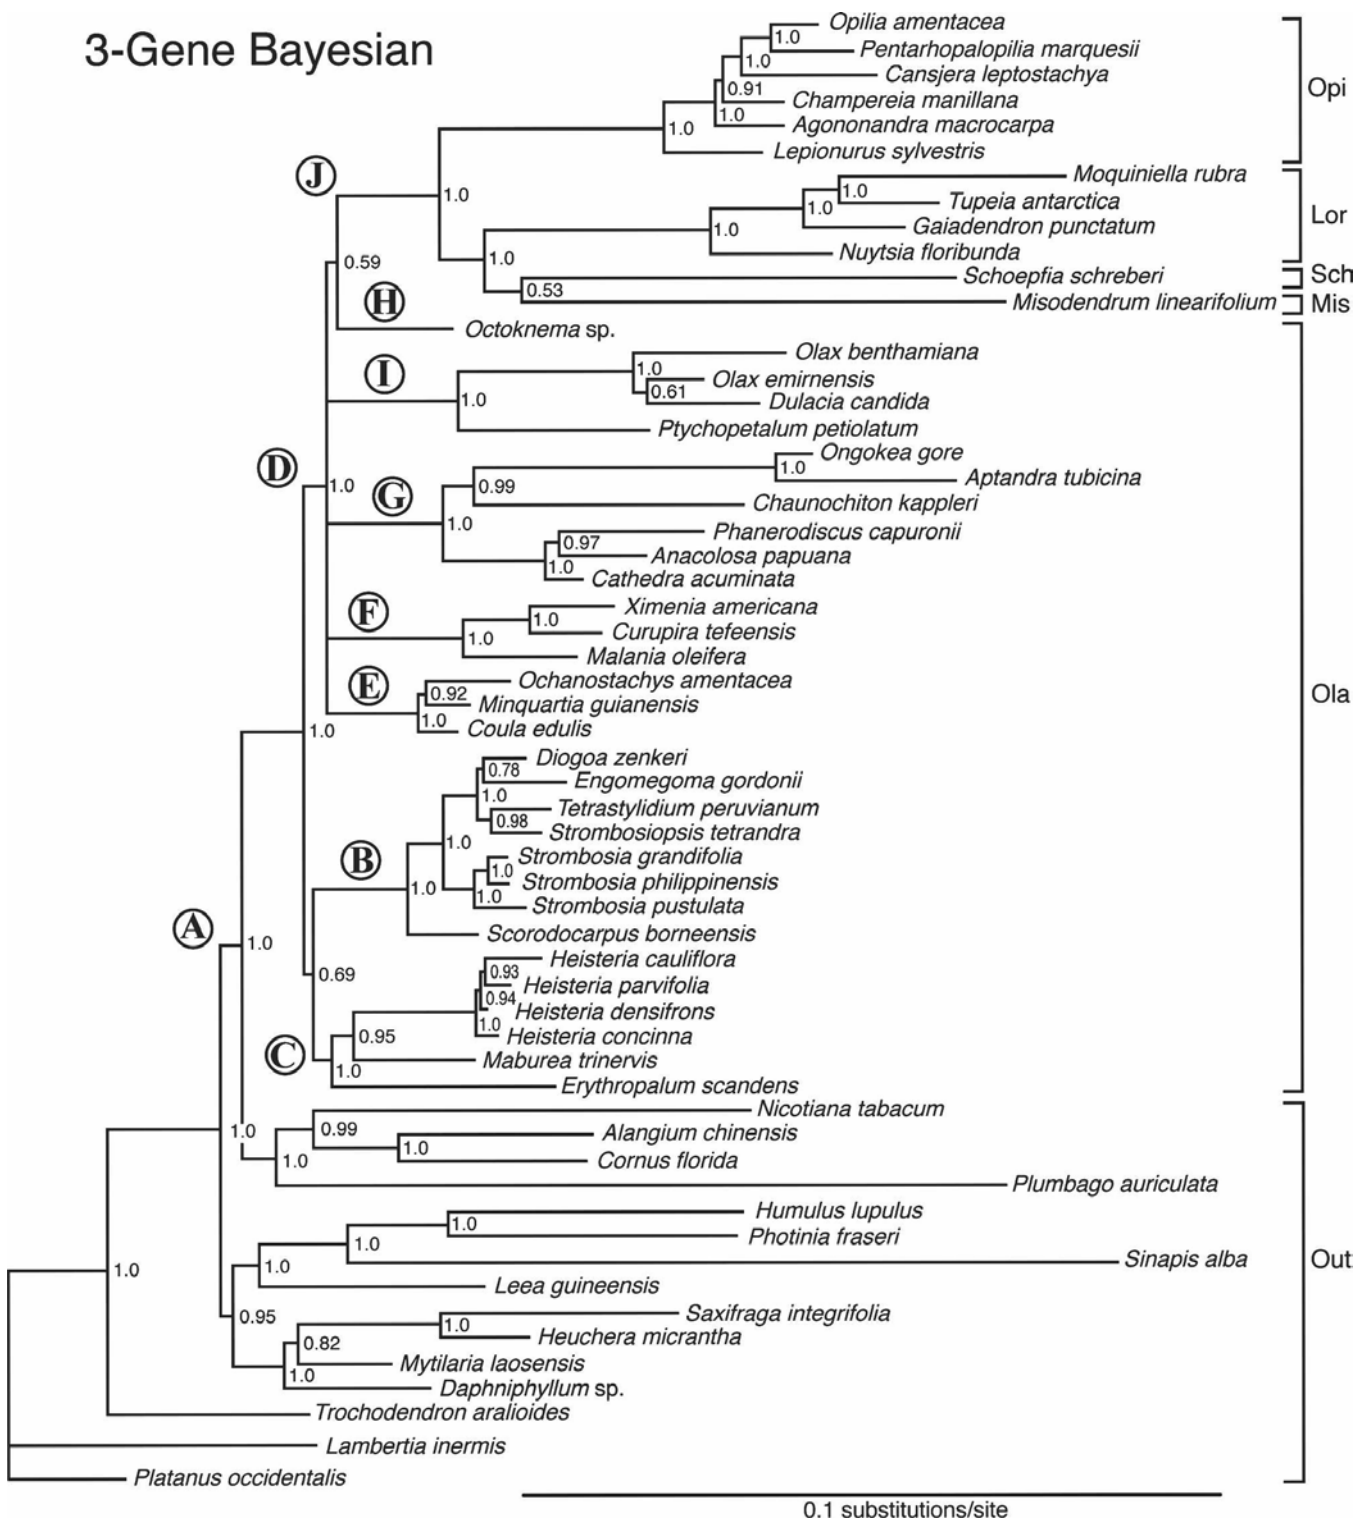 3-Gene Bayesian
Opilia amentacea
1.0
Pentarhopalopilia marquesii
1.0
Cansjera leptostachya
0.91
Opi
Champereia manillana
1.0
1.0
Agononandra macrocarpa
Lepionurus sylvestris
J
Moquiniella rubra
1.0
1.0
Tupeia antarctica
1.0
Lor
Gaiadendron punctatum
1.0
Nuytsia floribunda
1.0
0.59
Schoepfia schreberi
Sch
0.53
H
Misodendrum linearifolium
Mis
Octoknema sp.
Olax benthamiana
I
1.0
Olax emirnensis
0.61
1.0
Dulacia candida
Ptychopetalum petiolatum
Ongokea gore
D
1.0
Aptandra tubicina
1.0
0.99
G
Chaunochiton kappleri
1.0
Phanerodiscus capuronii
0.97
Anacolosa papuana
1.0
Cathedra acuminata
F
Ximenia americana
1.0
Curupira tefeensis
1.0
Malania oleifera
E
Ochanostachys amentacea
0.92
Ola
Minquartia guianensis
1.0
Coula edulis
1.0
Diogoa zenkeri
0.78
Engomegoma gordonii
1.0
Tetrastylidium peruvianum
0.98
Strombosiopsis tetrandra
1.0
B
Strombosia grandifolia
1.0
Strombosia philippinensis
1.0
1.0
Strombosia pustulata
A
Scorodocarpus borneensis
1.0
Heisteria cauliflora
0.69
0.93
Heisteria parvifolia
0.94
Heisteria densifrons
1.0
Heisteria concinna
0.95
C
Maburea trinervis
1.0
Erythropalum scandens
Nicotiana tabacum
1.0
0.99
Alangium chinensis
1.0
1.0
Cornus florida
Plumbago auriculata
Humulus lupulus
1.0
Photinia fraseri
1.0
Sinapis alba
Out
1.0
1.0
Leea guineensis
Saxifraga integrifolia
0.95
1.0
Heuchera micrantha
0.82
Mytilaria laosensis
1.0
Daphniphyllum sp.
Trochodendron aralioides
Lambertia inermis
Platanus occidentalis
0.1 substitutions/site